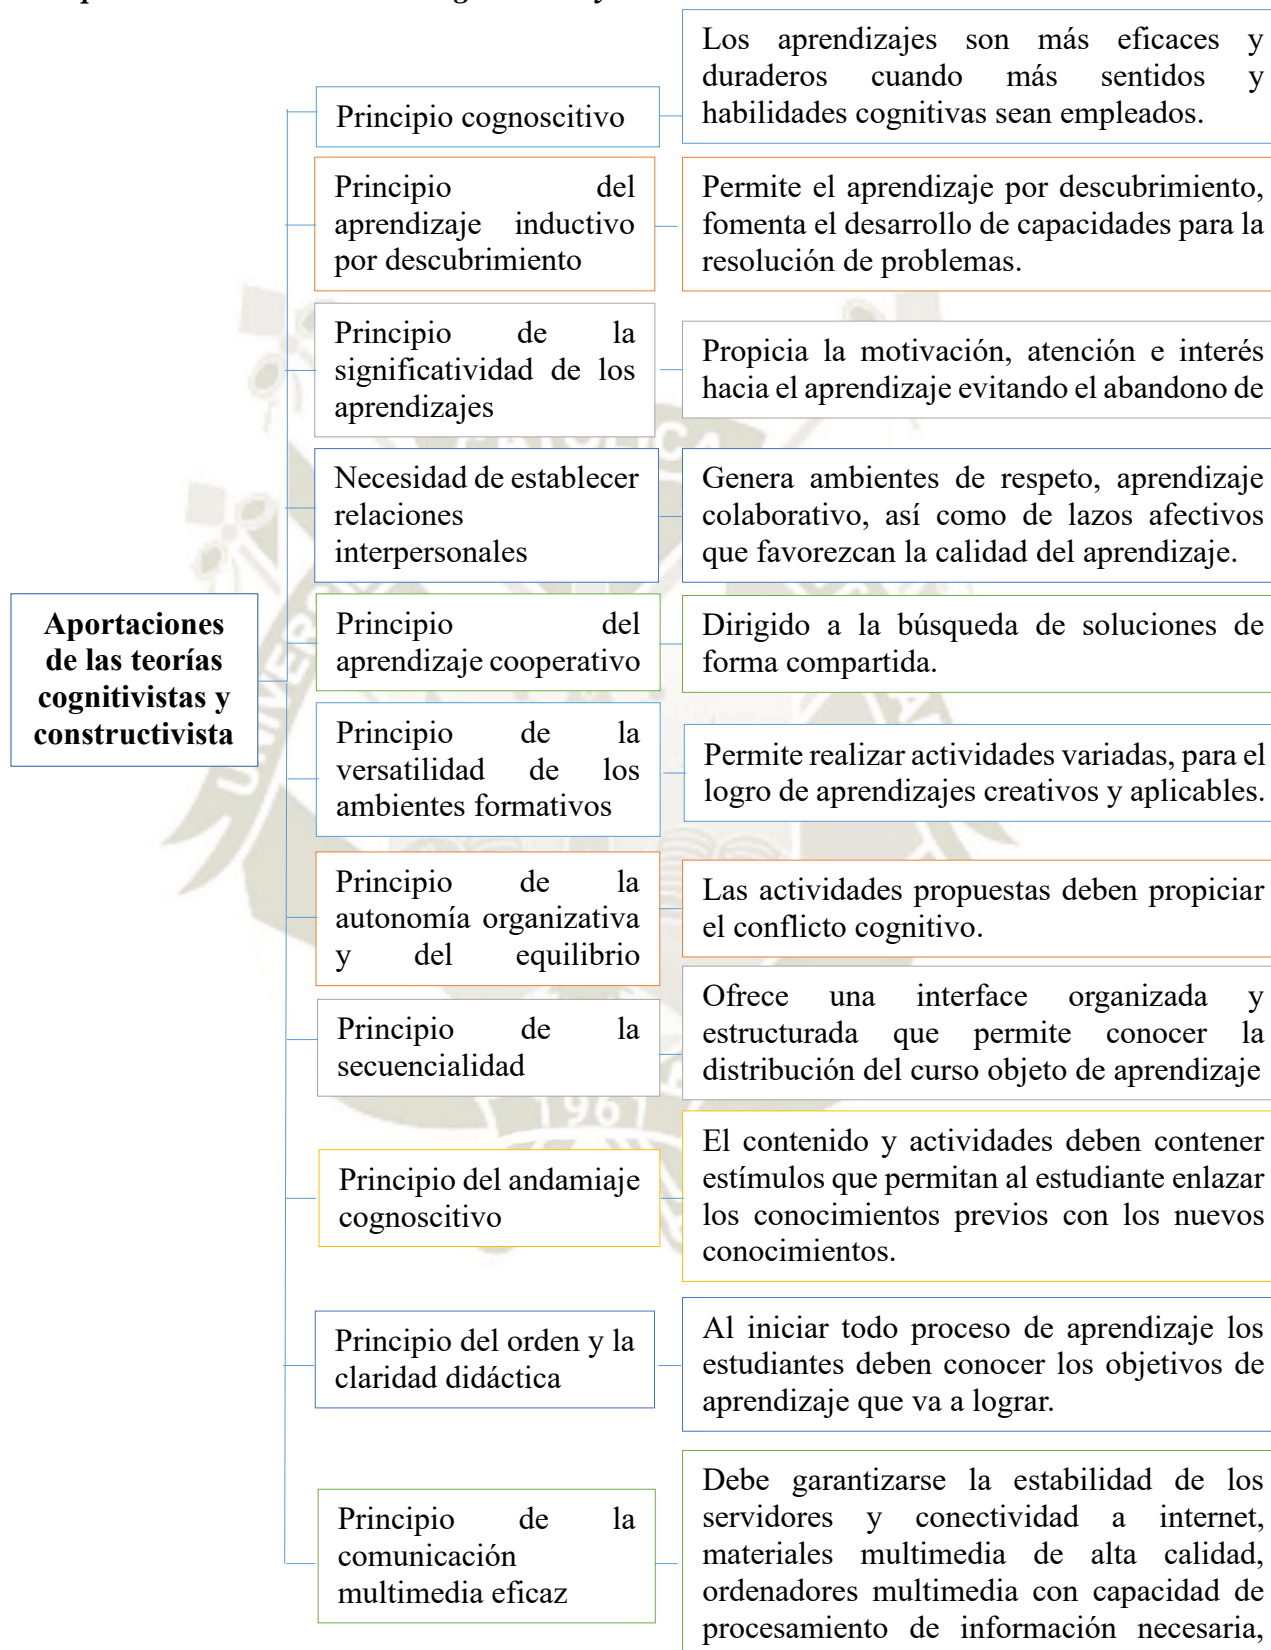 Principio cognoscitivo
Los aprendizajes son más eficaces y
duraderos cuando más sentidos y
habilidades cognitivas sean empleados.
Principio del
aprendizaje inductivo
por descubrimiento
Permite el aprendizaje por descubrimiento,
fomenta el desarrollo de capacidades para la
resolución de problemas.
Principio de la
significatividad de los
aprendizajes
Propicia la motivación, atención e interés
hacia el aprendizaje evitando el abandono de
Necesidad de establecer
relaciones
interpersonales
Genera ambientes de respeto, aprendizaje
colaborativo, así como de lazos afectivos
que favorezcan la calidad del aprendizaje.
Aportaciones
de las teorías
cognitivistas y
constructivista
Principio del
aprendizaje cooperativo
Dirigido a la búsqueda de soluciones de
forma compartida.
Principio de la
versatilidad de los
ambientes formativos
Permite realizar actividades variadas, para el
logro de aprendizajes creativos y aplicables.
Principio de la
autonomía organizativa
y del equilibrio
Las actividades propuestas deben propiciar
el conflicto cognitivo.
Principio de la
secuencialidad
Ofrece una interface organizada y
estructurada que permite conocer la
distribución del curso objeto de aprendizaje
Principio del andamiaje
cognoscitivo
El contenido y actividades deben contener
estímulos que permitan al estudiante enlazar
los conocimientos previos con los nuevos
conocimientos.
Principio del orden y la
claridad didáctica
Al iniciar todo proceso de aprendizaje los
estudiantes deben conocer los objetivos de
aprendizaje que va a lograr.
Principio de la
comunicación
multimedia eficaz
Debe garantizarse la estabilidad de los
servidores y conectividad a internet,
materiales multimedia de alta calidad,
ordenadores multimedia con capacidad de
procesamiento de información necesaria,
1961